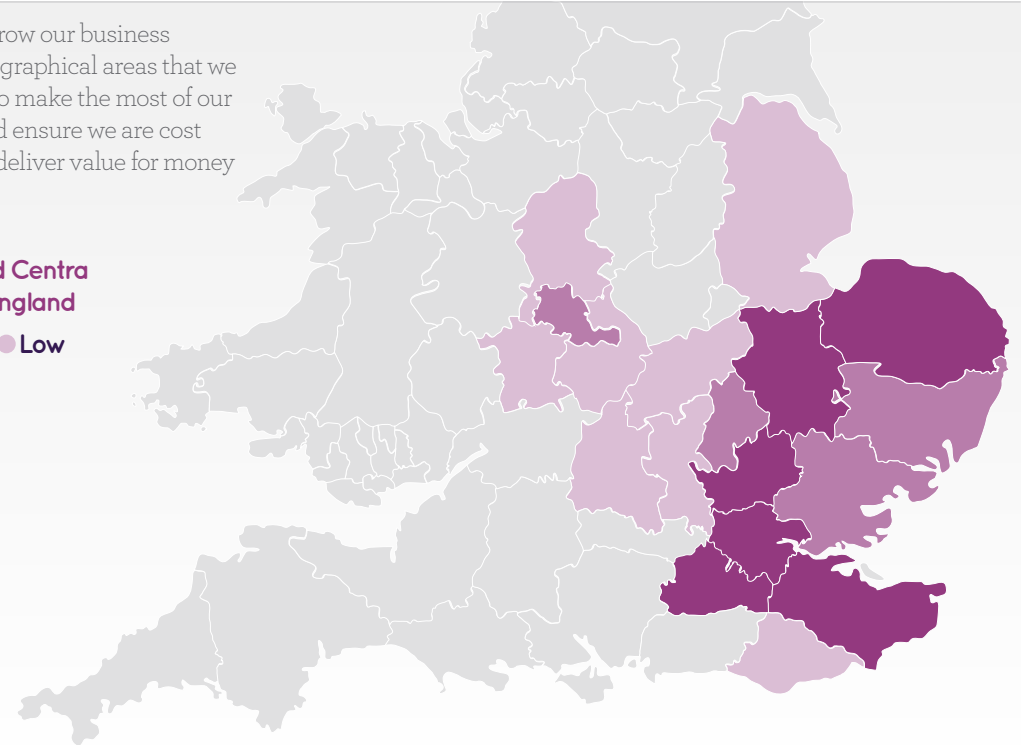 row our business
graphical areas that we
o make the most of our
d ensure we are cost
deliver value for money
d Centra
ngland
Low